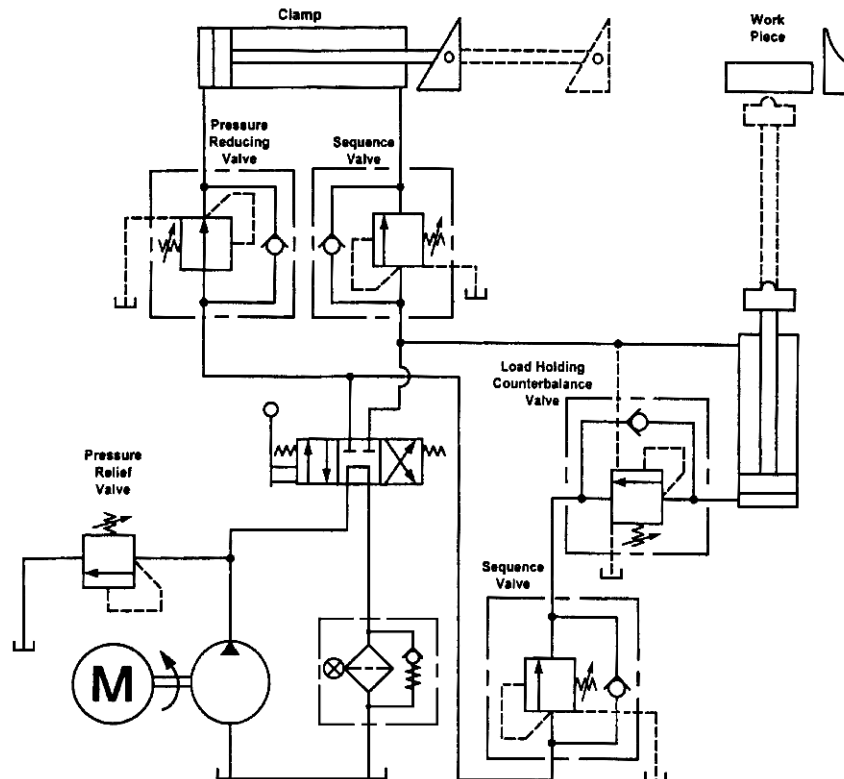 Clamp
Work
Piece
Pressure
Reducing
Valve
Sequence
Valve
Load Holding
Counterbalance
Valve
Pressure
Relief
Valve
Sequence
Valve
M